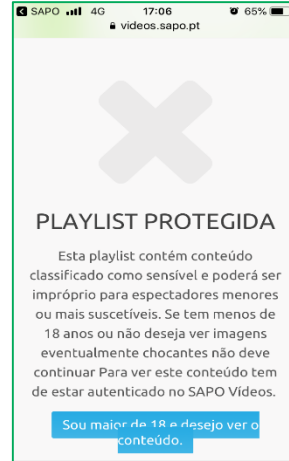 SAPO 4G 17:06 65%
videos.sapo.pt
PLAYLIST PROTEGIDA
Esta playlist contém conteúdo
classificado como sensível e poderá ser
impróprio para espectadores menores
ou mais suscetíveis. Se tem menos de
18 anos ou não deseja ver imagens
eventualmente chocantes não deve
continuar Para ver este conteúdo tem
de estar autenticado no SAPO Vídeos.
Sou maior de 18 e desejo ver o
conteúdo.